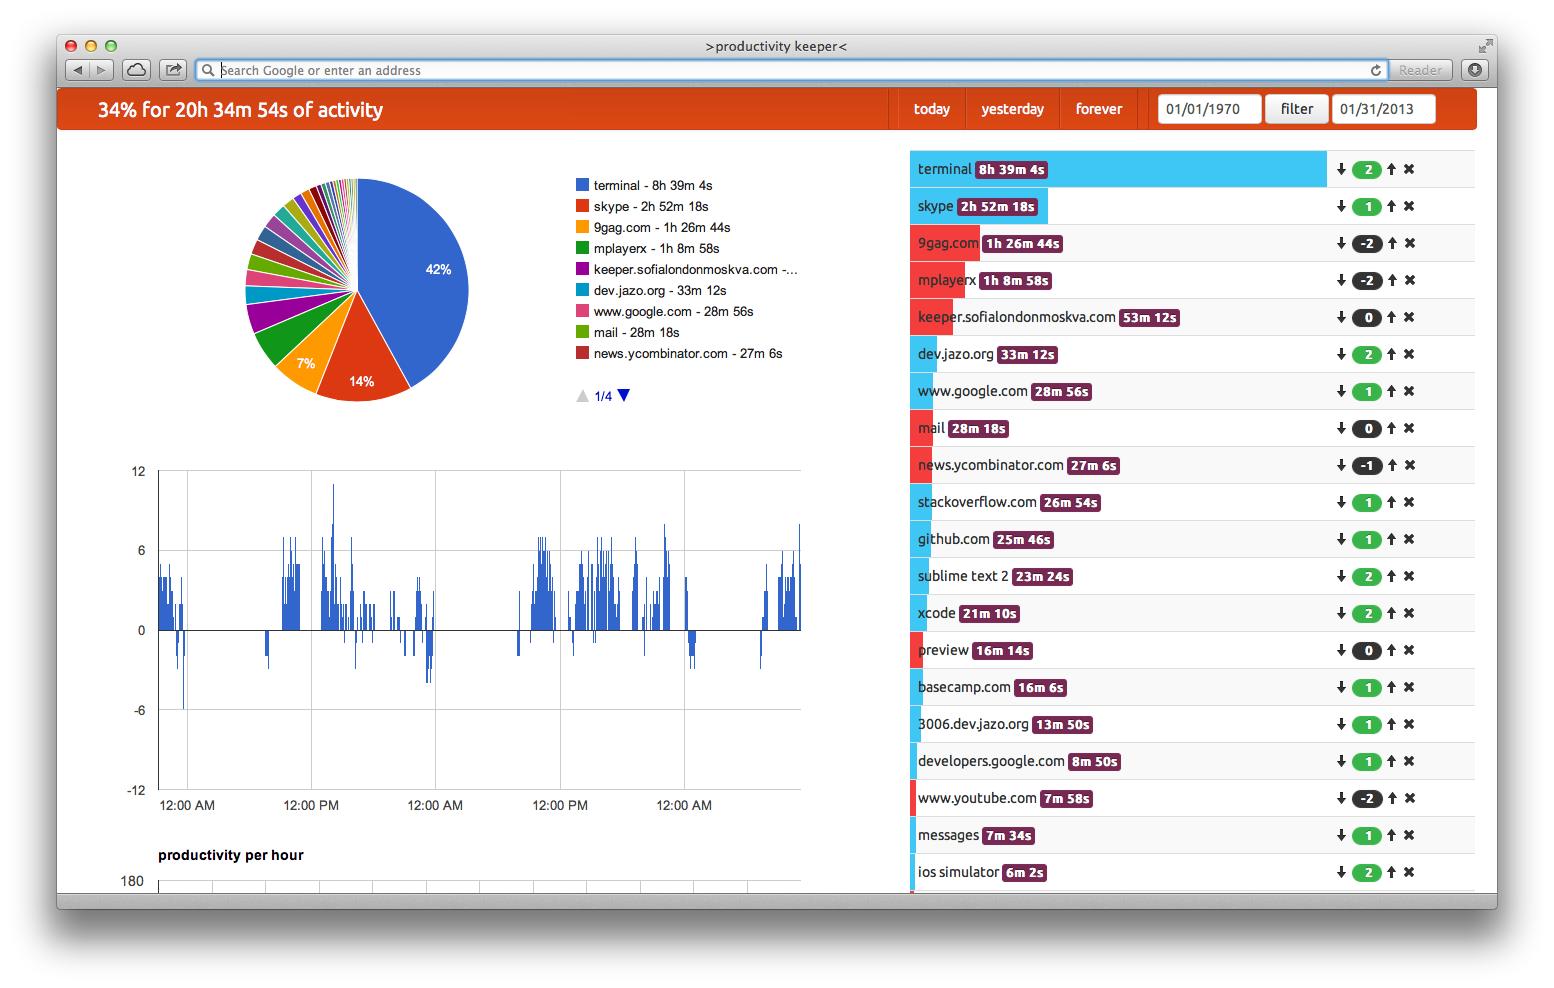 >productivity keeper<
Search Google or enter an address
Reader
34% for 20h 34m 54s of activity
today
yesterday
forever
01/01/1970
filter
01/31/2013
42%
14%
7%
terminal - 8h 39m 4s
skype - 2h 52m 18s
9gag.com - 1h 26m 44s
mplayerx - 1h 8m 58s
keeper.sofialondonmoskva.com -...
dev.jazo.org - 33m 12s
www.google.com - 28m 56s
mail - 28m 18s
news.ycombinator.com - 27m 6s
1/4
12
6
0
-6
-12
12:00 AM
12:00 PM
12:00 AM
12:00 PM
12:00 AM
productivity per hour
180
terminal 8h 39m 4s 2
skype 2h 52m 18s 1
9gag.com 1h 26m 44s -2
mplayerx 1h 8m 58s -2
keeper.sofialondonmoskva.com 53m 12s 0
dev.jazo.org 33m 12s 2
www.google.com 28m 56s 1
mail 28m 18s 0
news.ycombinator.com 27m 6s -1
stackoverflow.com 26m 54s 1
github.com 25m 46s 1
sublime text 2 23m 24s 2
xcode 21m 10s 2
preview 16m 14s 0
basecamp.com 16m 6s 1
3006.dev.jazo.org 13m 50s 1
developers.google.com 8m 50s 1
www.youtube.com 7m 58s -2
messages 7m 34s 1
ios simulator 6m 2s 2